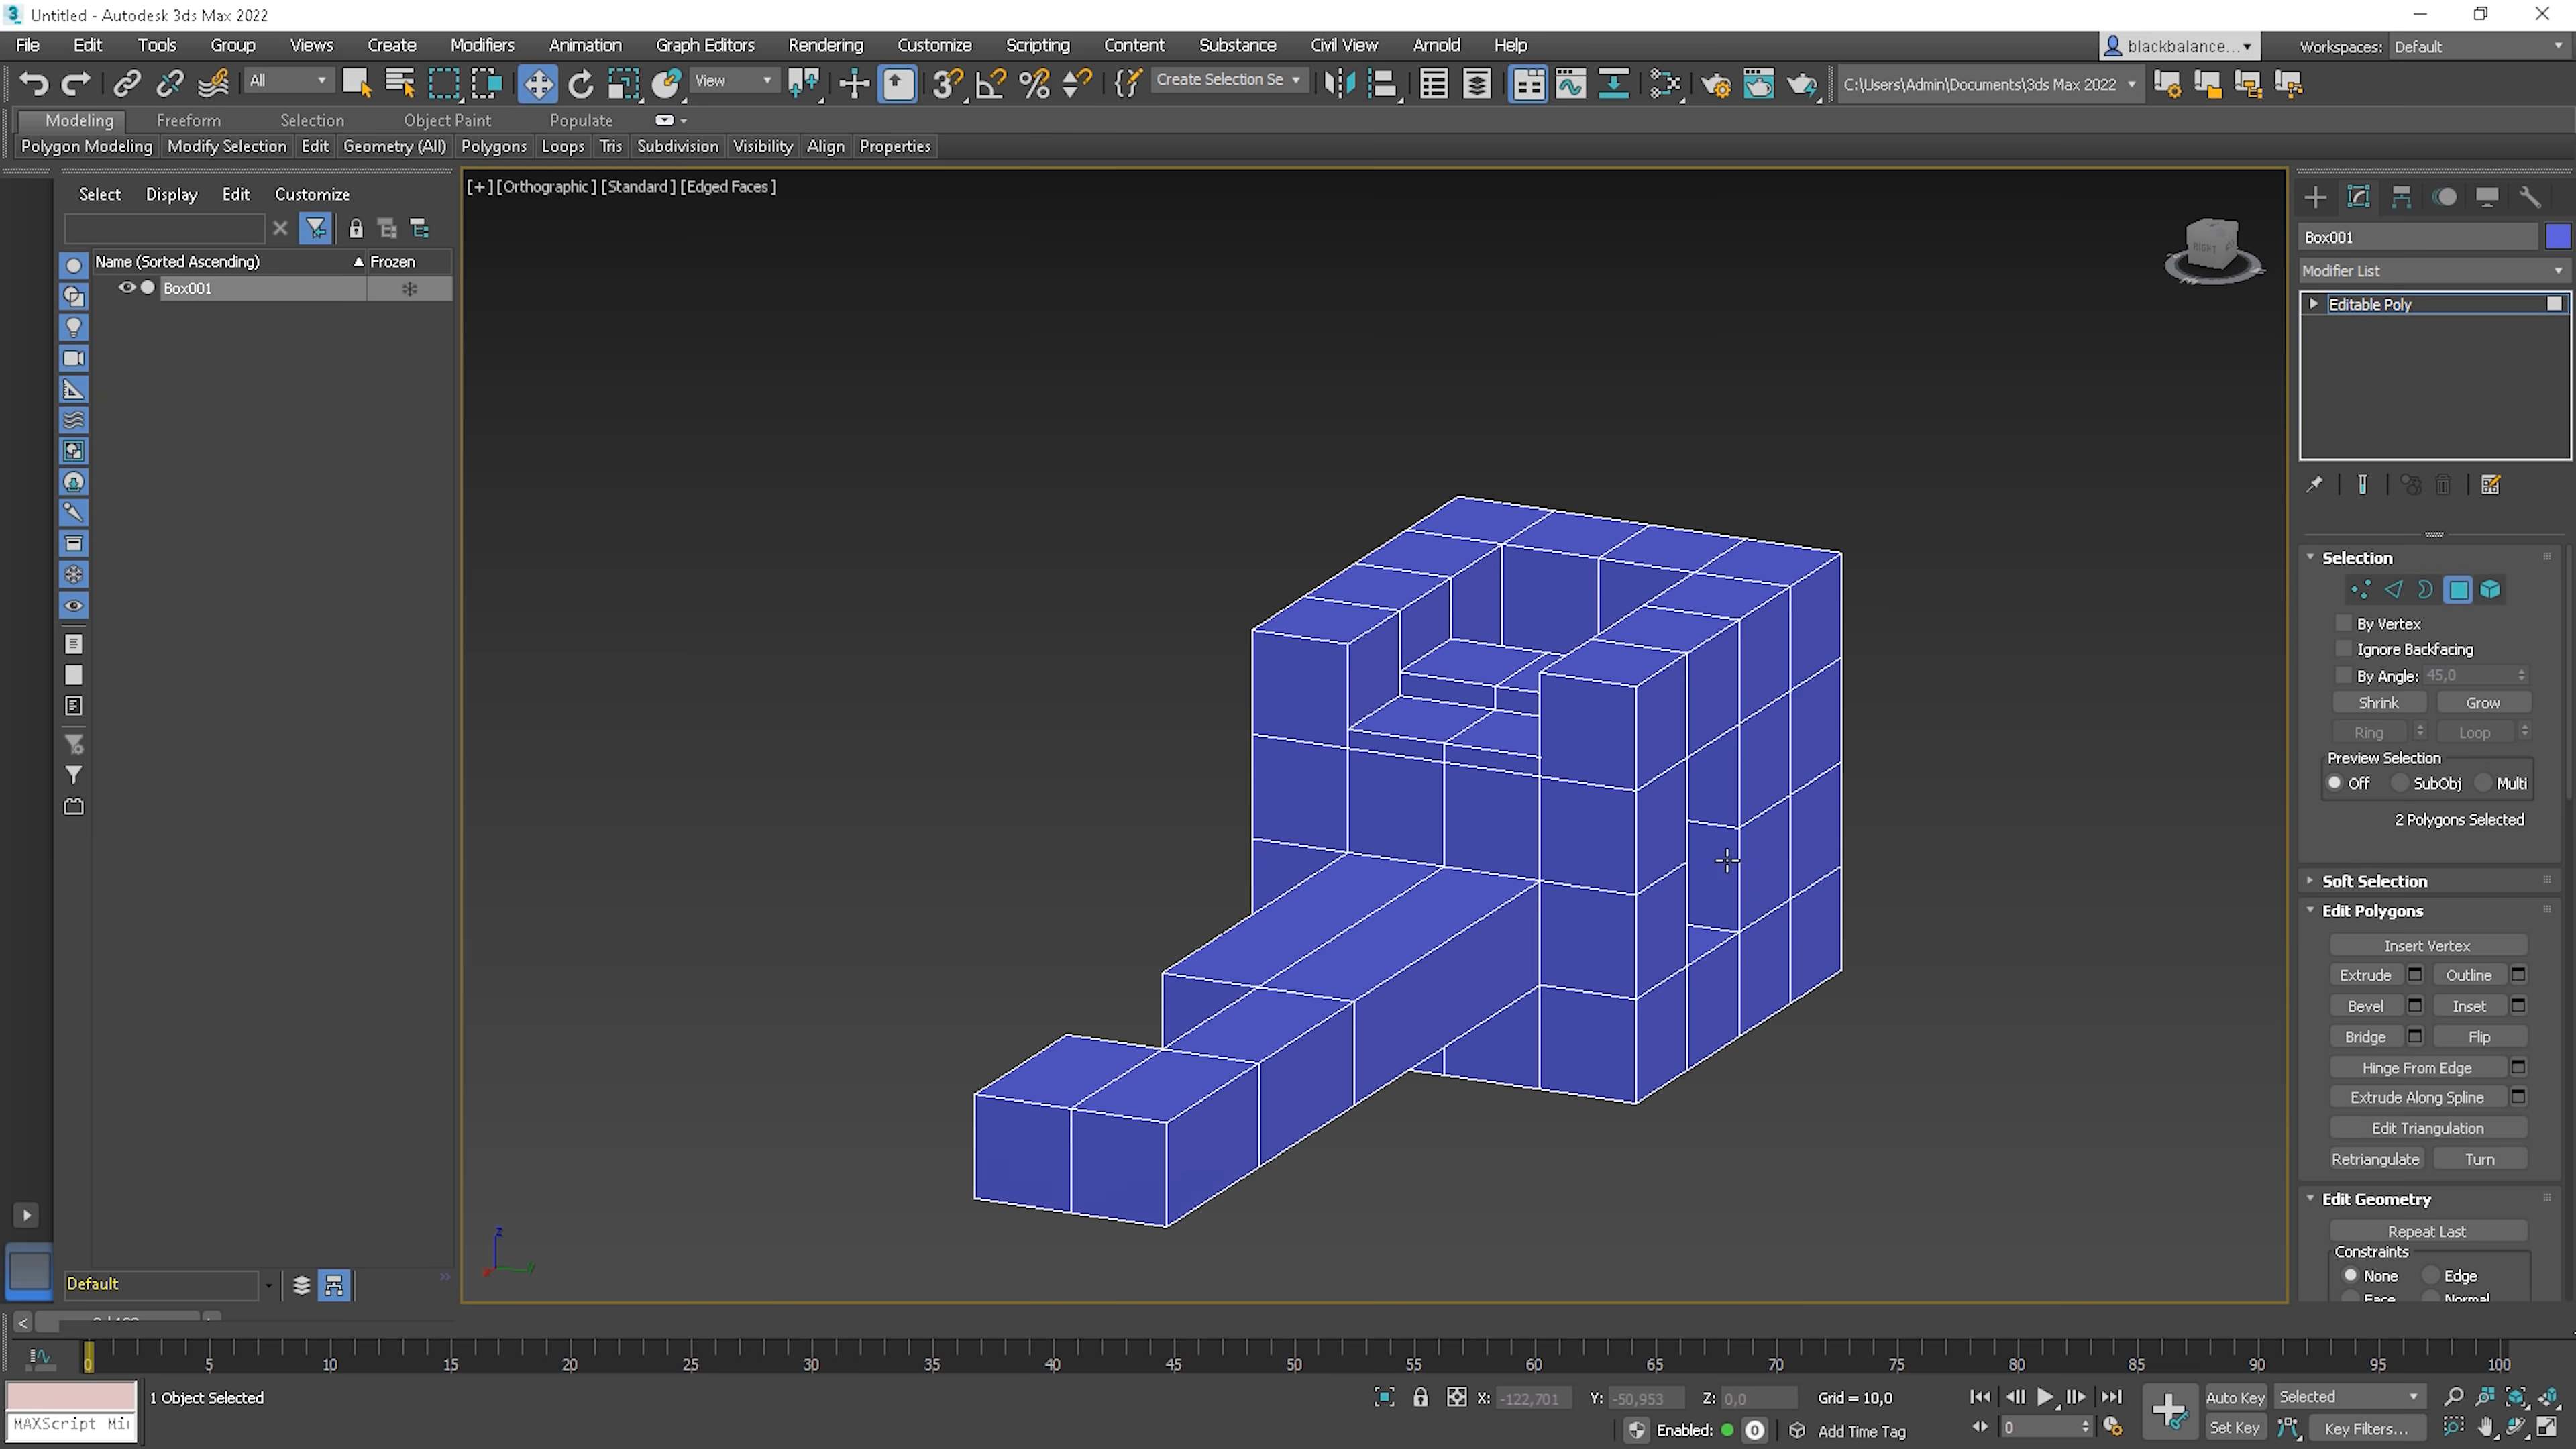 Untitled - Autodesk 3ds Max 2022
File Edit Tools Group Views Create Modifiers Animation Graph Editors Rendering Customize Scripting Content Substance Civil View Arnold Help blackbalance... Workspaces: Default
All View Create Selection Se C:\Users\Admin\Documents\3ds Max 2022
Modeling Freeform Selection Object Paint Populate
Polygon Modeling Modify Selection Edit Geometry (All) Polygons Loops Tris Subdivision Visibility Align Properties
Select Display Edit Customize
Name (Sorted Ascending) Frozen
Box001
Default
[+] [Orthographic] [Standard] [Edged Faces]
RIGHT
z
Box001
Modifier List
Editable Poly
Selection
By Vertex
Ignore Backfacing
By Angle: 45,0
Shrink Grow
Ring Loop
Preview Selection
Off SubObj Multi
2 Polygons Selected
Soft Selection
Edit Polygons
Insert Vertex
Extrude Outline
Bevel Inset
Bridge Flip
Hinge From Edge
Extrude Along Spline
Edit Triangulation
Retriangulate Turn
Edit Geometry
Repeat Last
Constraints
None Edge
Face Normal
0 5 10 15 20 25 30 35 40 45 50 55 60 65 70 75 80 85 90 95 100
1 Object Selected X: -122,701 Y: -50,953 Z: 0,0 Grid = 10,0 Auto Key Selected
MAXScript Mi Enabled: 0 Add Time Tag 0 Set Key Key Filters...